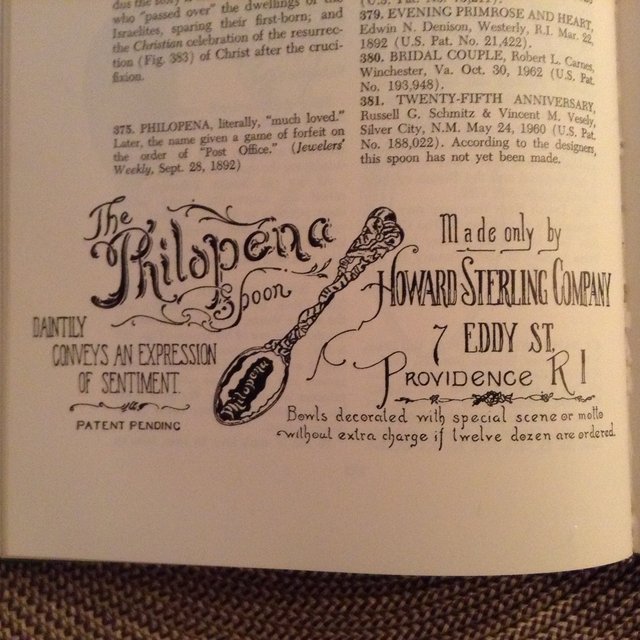 who "passed over" the dwellings of the
Israelites, sparing their first-born; and
the Christian celebration of the resurrec-
tion (Fig. 383) of Christ after the cruci-
fixion.
375. PHILOPENA, literally, "much loved."
Later, the name given a game of forfeit on
the order of "Post Office." (Jewelers'
Weekly, Sept. 28, 1892)
379. EVENING PRIMROSE AND HEART,
Edwin N. Denison, Westerly, R.I. Mar. 22,
1892 (U.S. Pat. No. 21,422).
380. BRIDAL COUPLE, Robert L. Carnes,
Winchester, Va. Oct. 30, 1962 (U.S. Pat.
No. 193,948).
381. TWENTY-FIFTH ANNIVERSARY,
Russell G. Schmitz & Vincent M. Vesely,
Silver City, N.M. May 24, 1960 (U.S. Pat.
No. 188,022). According to the designers,
this spoon has not yet been made.
The
Philopena
Spoon
DAINTILY
CONVEYS AN EXPRESSION
OF SENTIMENT.
PATENT PENDING
Philopena
Made only by
HOWARD STERLING COMPANY
7 EDDY ST.
PROVIDENCE R I
Bowls decorated with special scene or motto
without extra charge if twelve dozen are ordered.